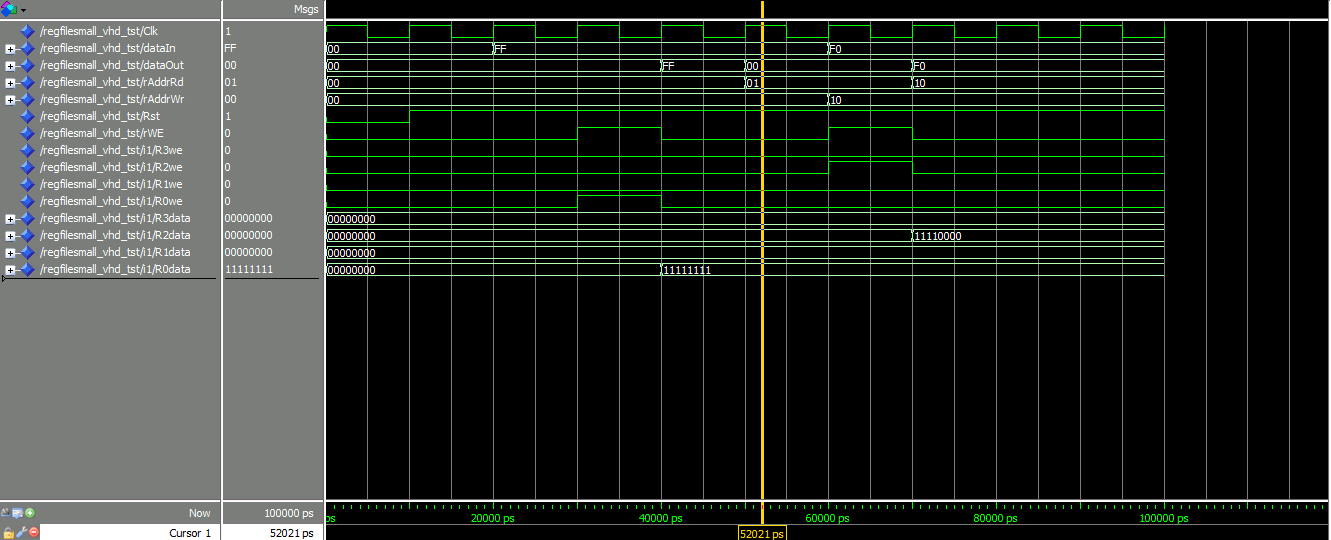 Msgs
/regfilesmall_vhd_tst/Clk 1
/regfilesmall_vhd_tst/dataIn FF 00 FF F0
/regfilesmall_vhd_tst/dataOut 00 00 FF 00 F0
/regfilesmall_vhd_tst/rAddrRd 01 00 01 10
/regfilesmall_vhd_tst/rAddrWr 00 00 10
/regfilesmall_vhd_tst/Rst 1
/regfilesmall_vhd_tst/rWE 0
/regfilesmall_vhd_tst/i1/R3we 0
/regfilesmall_vhd_tst/i1/R2we 0
/regfilesmall_vhd_tst/i1/R1we 0
/regfilesmall_vhd_tst/i1/R0we 0
/regfilesmall_vhd_tst/i1/R3data 00000000 00000000
/regfilesmall_vhd_tst/i1/R2data 00000000 00000000 11110000
/regfilesmall_vhd_tst/i1/R1data 00000000 00000000
/regfilesmall_vhd_tst/i1/R0data 11111111 00000000 11111111
Now 100000 ps ps 20000 ps 40000 ps 60000 ps 80000 ps 100000 ps
Cursor 1 52021 ps 52021 ps